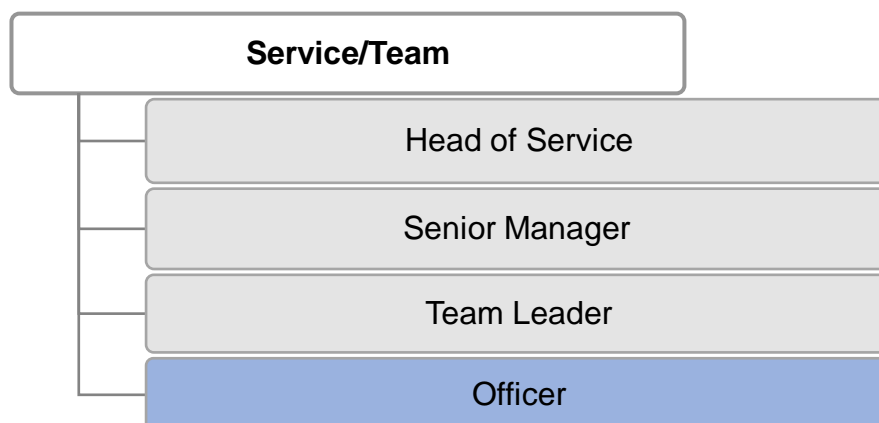 Service/Team
Head of Service
Senior Manager
Team Leader
Officer